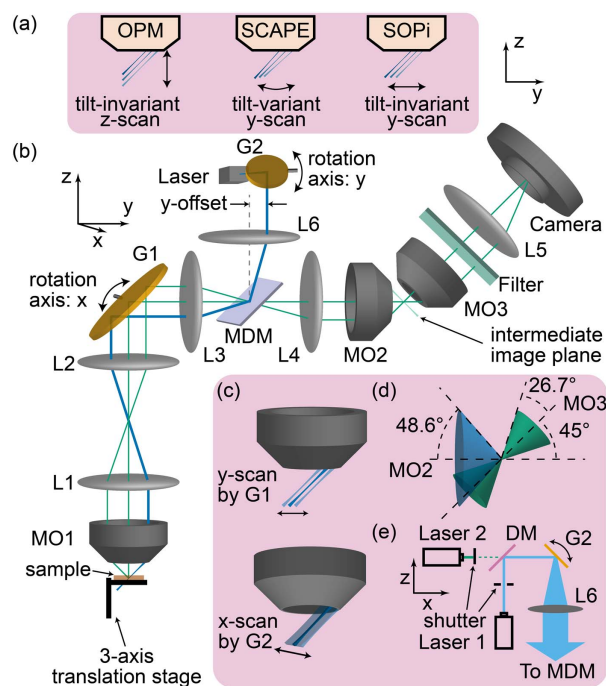 (a)
OPM
SCAPE
SOPi
tilt-invariant
z-scan
tilt-variant
y-scan
tilt-invariant
y-scan
z
y
(b)
z
y
x
G2
Laser
rotation
axis: y
y-offset
L6
G1
rotation
axis: x
L2
L3
MDM
L4
MO2
MO3
Filter
L5
Camera
intermediate
image plane
L1
MO1
sample
3-axis
translation stage
(c)
y-scan
by G1
x-scan
by G2
(d)
26.7°
MO3
48.6°
45°
MO2
(e)
Laser 2
DM
G2
z
x
shutter
L6
Laser 1
To MDM